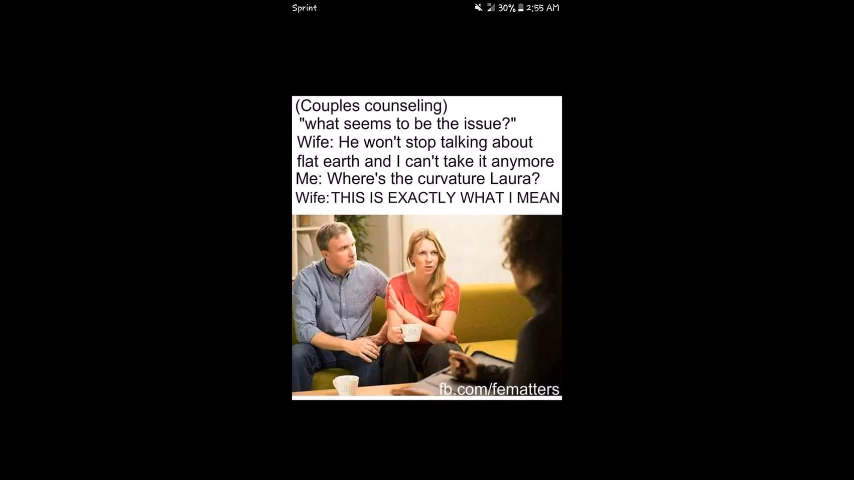 Sprint
30% 2:55 AM
(Couples counseling)
"what seems to be the issue?"
Wife: He won't stop talking about
flat earth and I can't take it anymore
Me: Where's the curvature Laura?
Wife:THIS IS EXACTLY WHAT I MEAN
fb.com/fematters